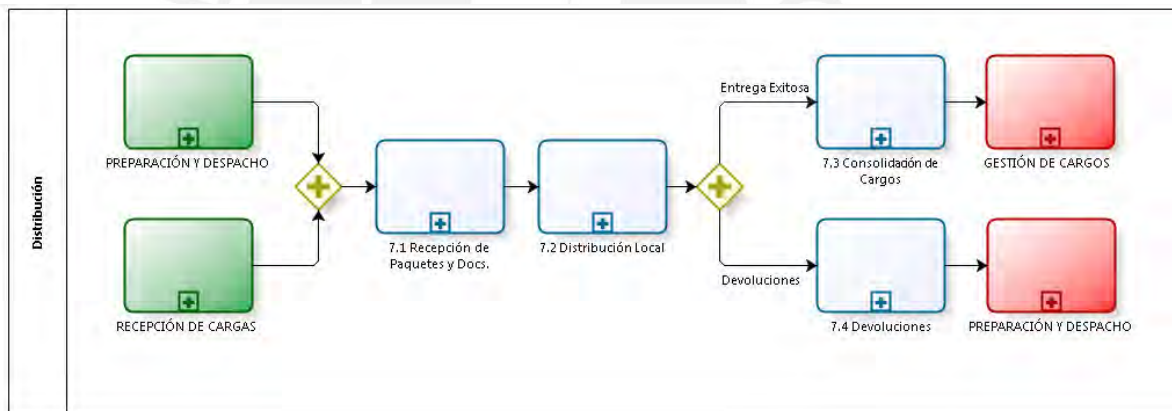 Distribución
PREPARACIÓN Y DESPACHO
RECEPCIÓN DE CARGAS
7.1 Recepción de
Paquetes y Docs.
7.2 Distribución Local
Entrega Exitosa
7.3 Consolidación de
Cargos
GESTIÓN DE CARGOS
Devoluciones
7.4 Devoluciones
PREPARACIÓN Y DESPACHO